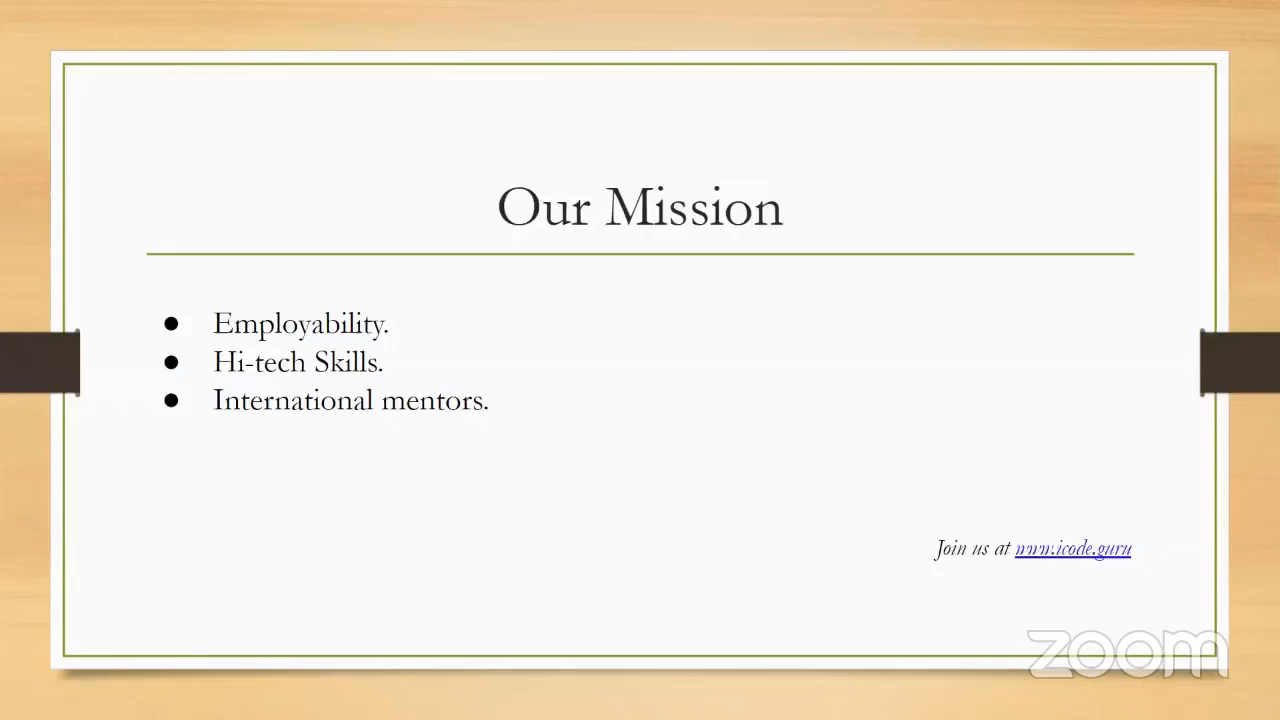 Our Mission
● Employability.
● Hi-tech Skills.
● International mentors.
Join us at www.icode.guru
zoom